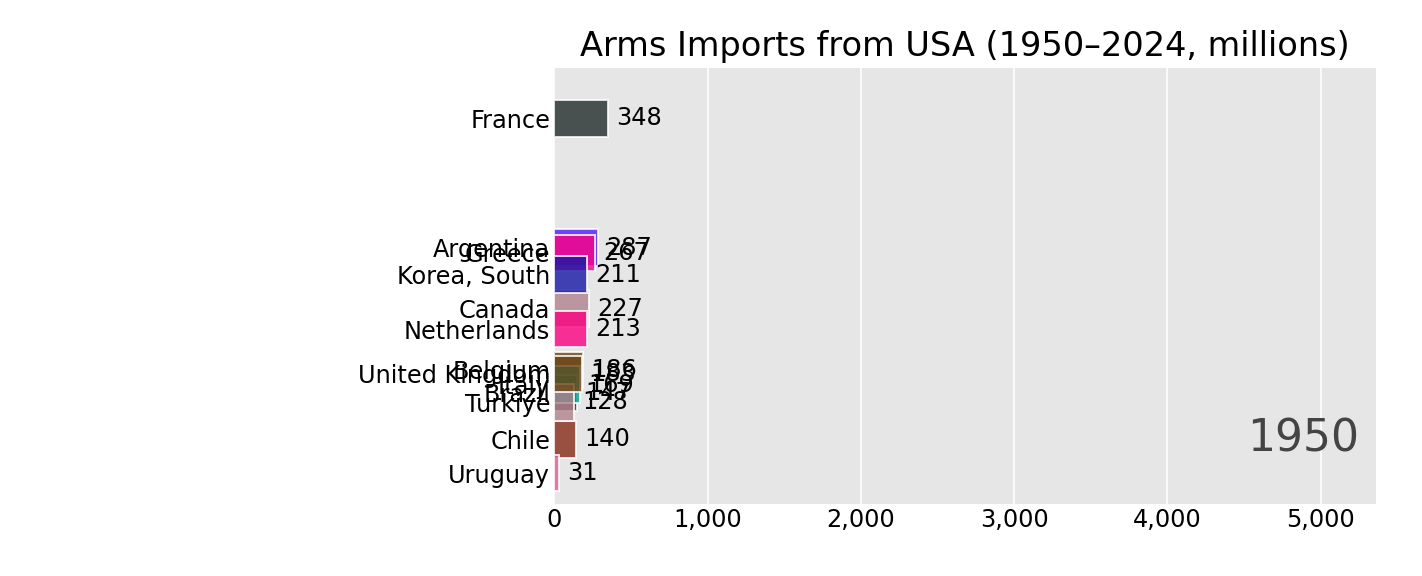 Arms Imports from USA (1950–2024, millions)
France 348
Argentina 287
Greece 267
Korea, South 211
Canada 227
Netherlands 213
Belgium 186
United Kingdom
Italy
Brazil
Turkiye 128
Chile 140
Uruguay 31
1950
0 1,000 2,000 3,000 4,000 5,000